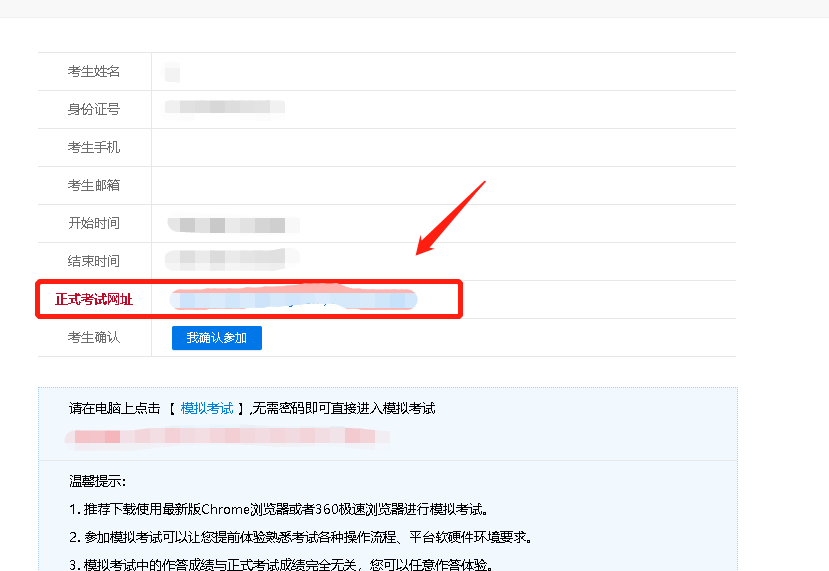 考生姓名
身份证号
考生手机
考生邮箱
开始时间
结束时间
正式考试网址
考生确认 我确认参加
请在电脑上点击 【 模拟考试 】,无需密码即可直接进入模拟考试
温馨提示:
1. 推荐下载使用最新版Chrome浏览器或者360极速浏览器进行模拟考试。
2. 参加模拟考试可以让您提前体验熟悉考试各种操作流程、平台软硬件环境要求。
3. 模拟考试中的作答成绩与正式考试成绩完全无关，您可以任意作答体验。